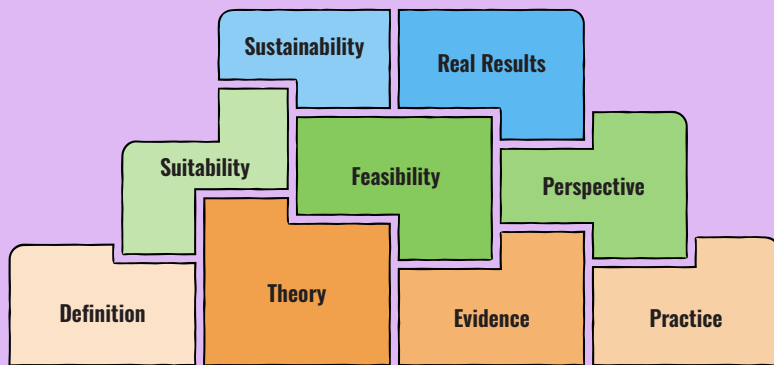 Sustainability
Real Results
Suitability
Feasibility
Perspective
Definition
Theory
Evidence
Practice